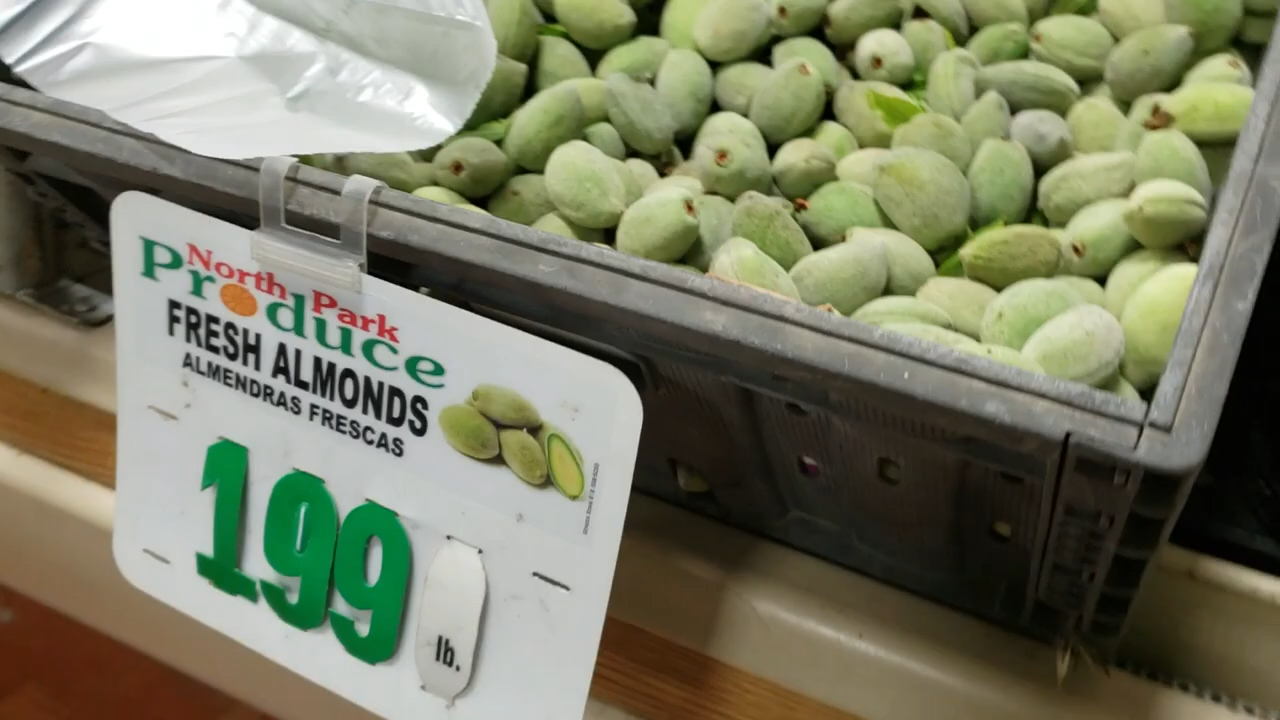 North Park
Produce
FRESH ALMONDS
ALMENDRAS FRESCAS
199
lb.